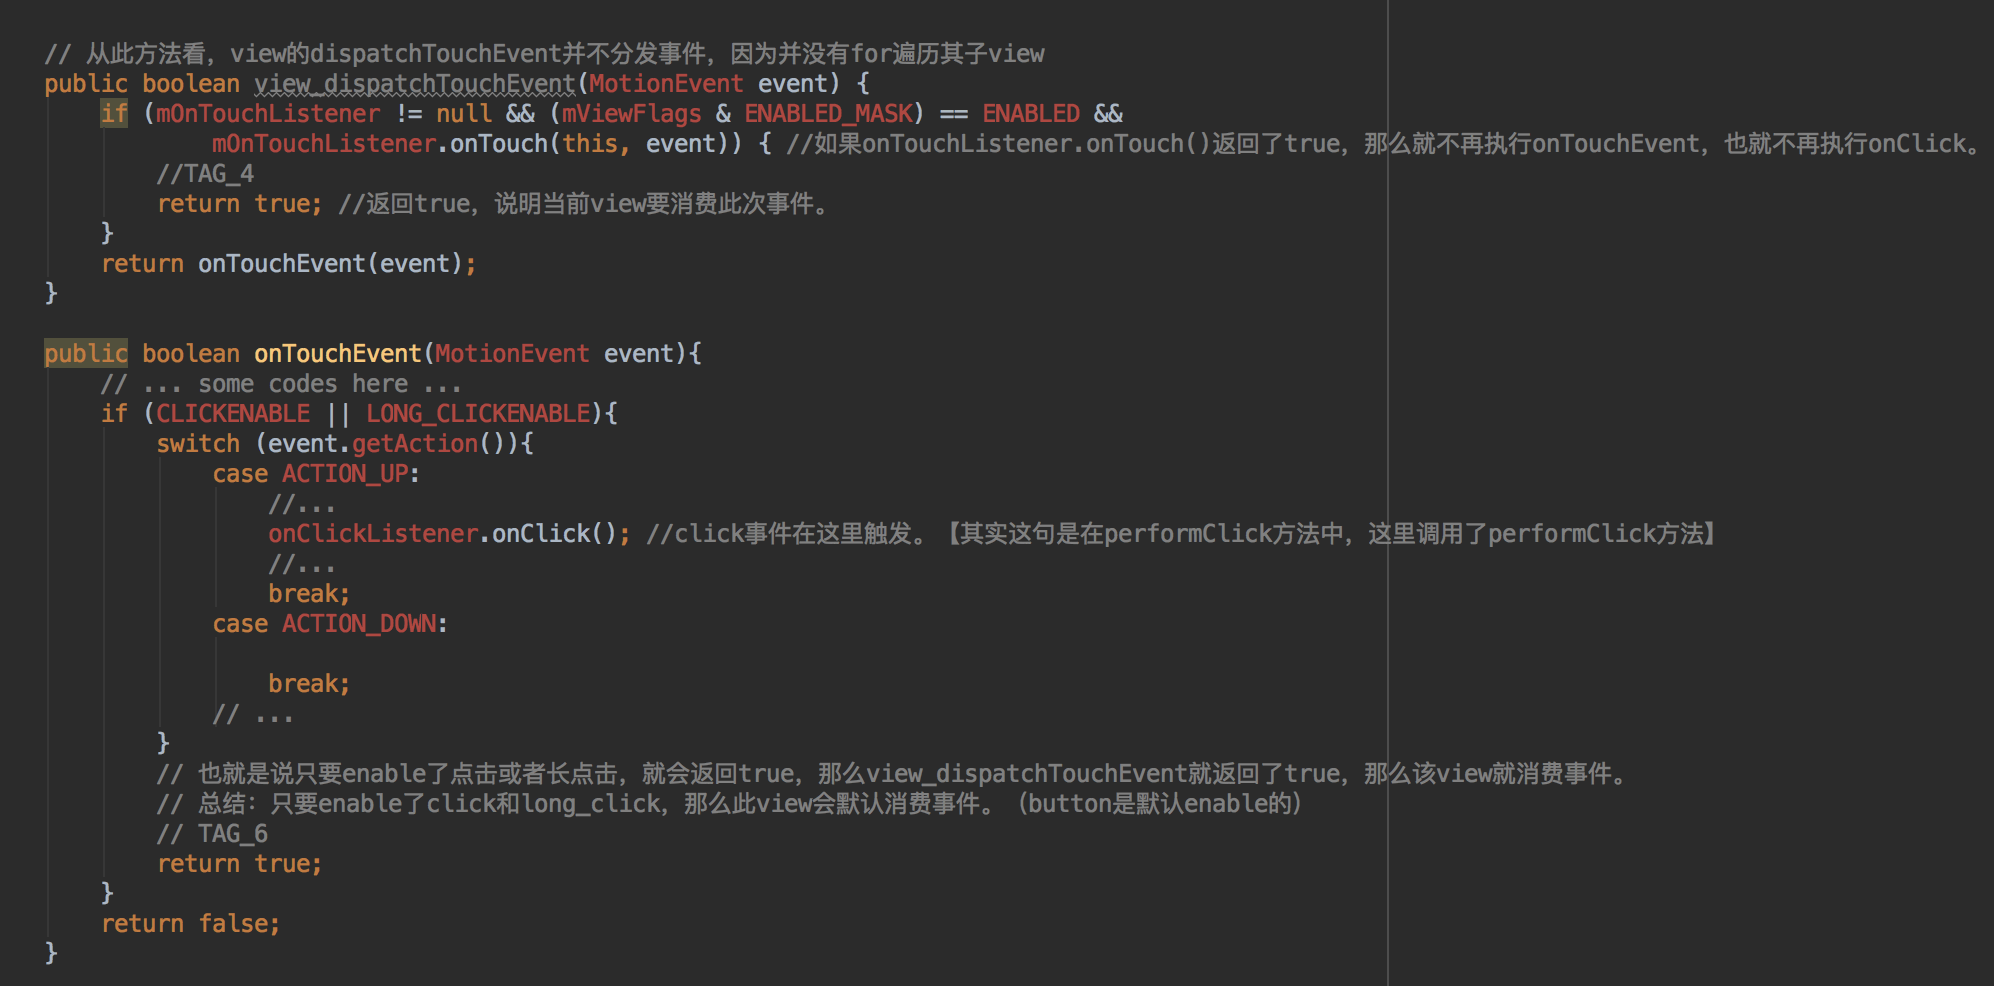 // 从此方法看，view的dispatchTouchEvent并不分发事件，因为并没有for遍历其子view
public boolean view_dispatchTouchEvent(MotionEvent event) {
if (mOnTouchListener != null && (mViewFlags & ENABLED_MASK) == ENABLED &&
mOnTouchListener.onTouch(this, event)) { //如果onTouchListener.onTouch()返回了true，那么就不再执行onTouchEvent，也就不再执行onClick。
//TAG_4
return true; //返回true，说明当前view要消费此次事件。
}
return onTouchEvent(event);
}
public boolean onTouchEvent(MotionEvent event){
// ... some codes here ...
if (CLICKENABLE || LONG_CLICKENABLE){
switch (event.getAction()){
case ACTION_UP:
//...
onClickListener.onClick(); //click事件在这里触发。【其实这句是在performClick方法中，这里调用了performClick方法】
//...
break;
case ACTION_DOWN:
break;
// ...
}
// 也就是说只要enable了点击或者长点击，就会返回true，那么view_dispatchTouchEvent就返回了true，那么该view就消费事件。
// 总结：只要enable了click和long_click，那么此view会默认消费事件。（button是默认enable的）
// TAG_6
return true;
}
return false;
}